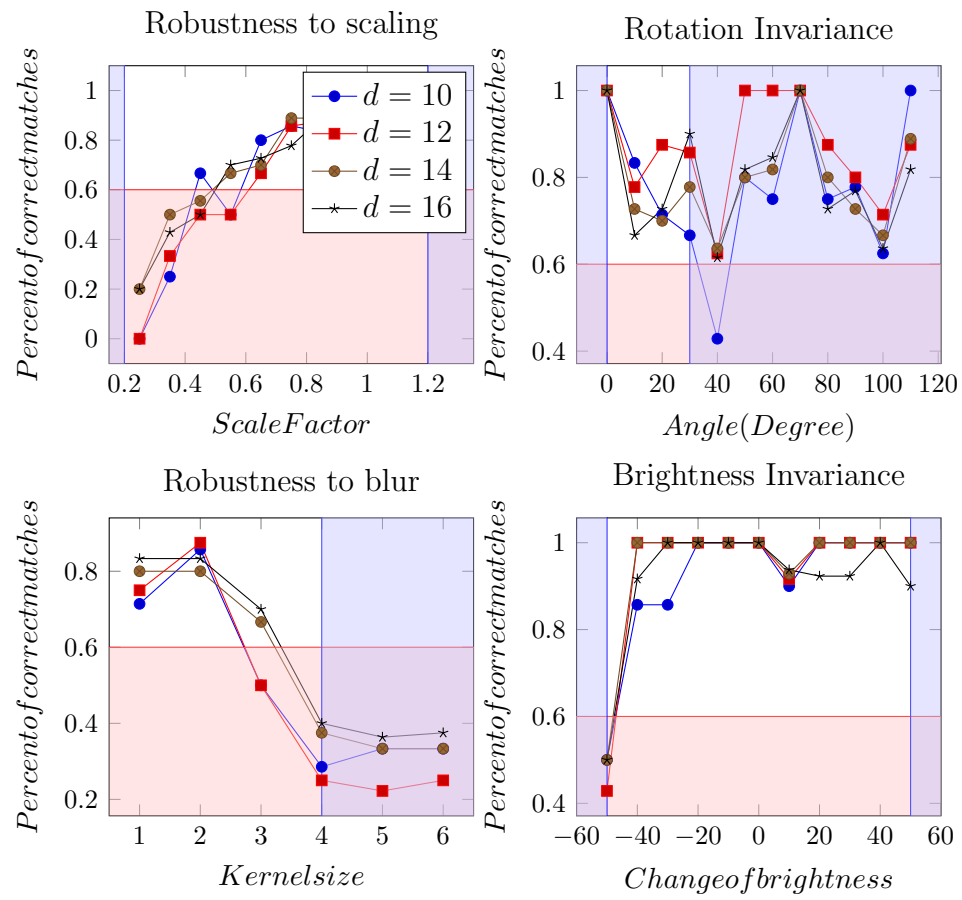 Robustness to scaling
Percentofcorrectmatches
1
0.8
0.6
0.4
0.2
0
0.2
0.4
0.6
0.8
1
1.2
ScaleFactor
d = 10
d = 12
d = 14
d = 16
Rotation Invariance
Percentofcorrectmatches
1
0.8
0.6
0.4
0
20
40
60
80
100
120
Angle(Degree)
Robustness to blur
Percentofcorrectmatches
0.8
0.6
0.4
0.2
1
2
3
4
5
6
Kernelsize
Brightness Invariance
Percentofcorrectmatches
1
0.8
0.6
0.4
−60
−40
−20
0
20
40
60
Changeofbrightness